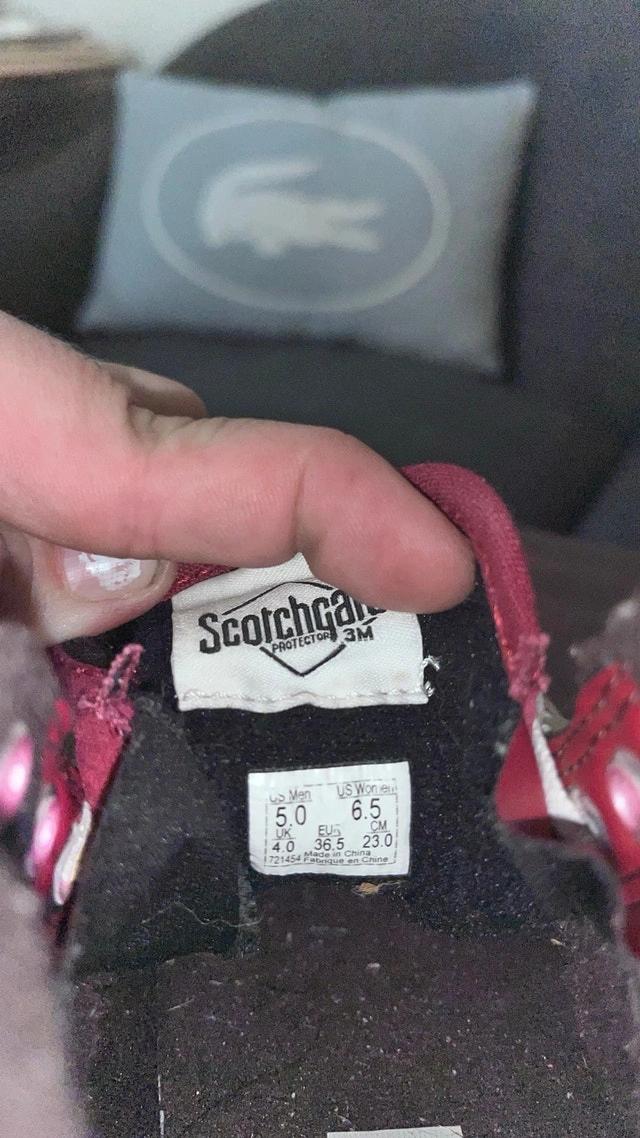 Scotchgard
PROTECTOR 3M
US Men US Women
5.0 6.5
UK EUR CM
4.0 36.5 23.0
721454 Made in China
Fabriqué en Chine